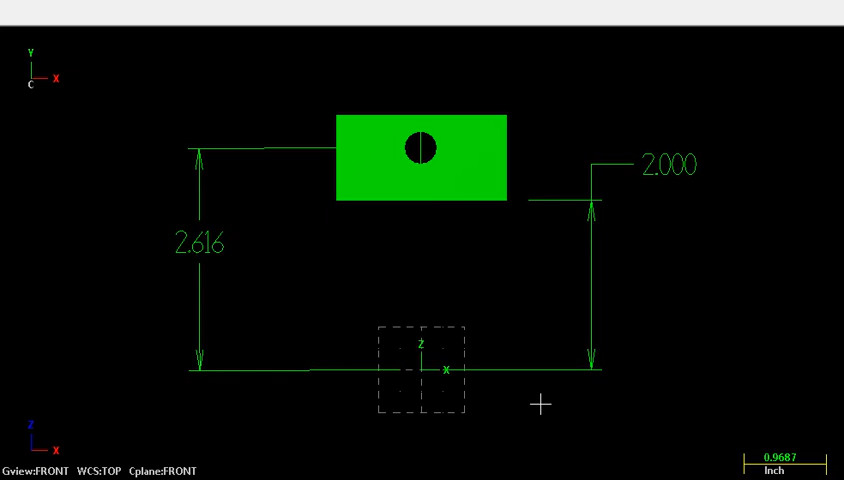 Y
X
C
2.000
2.616
Z
X
Z
X
0.9687
Inch
Gview:FRONT WCS:TOP Cplane:FRONT